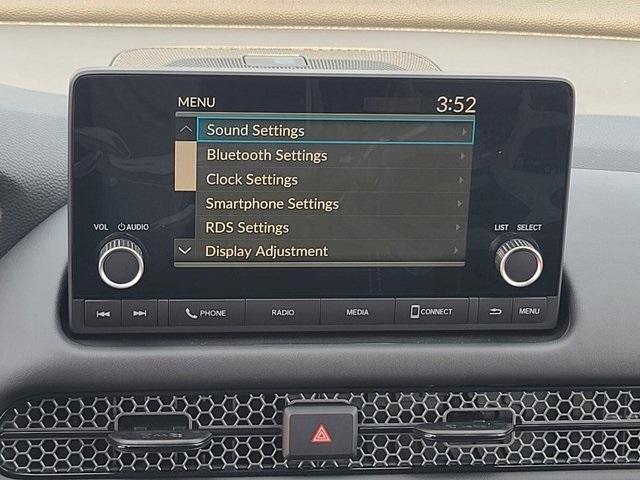 MENU 3:52
Sound Settings
Bluetooth Settings
Clock Settings
Smartphone Settings
RDS Settings
Display Adjustment
VOL AUDIO
LIST SELECT
PHONE RADIO MEDIA CONNECT MENU